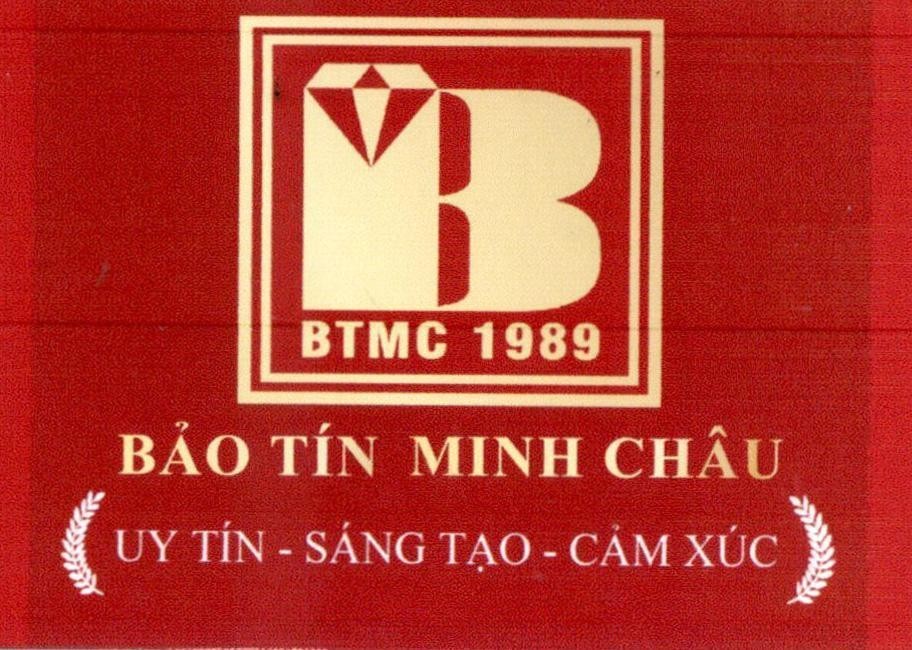 BTMC 1989
BẢO TÍN MINH CHÂU
UY TÍN - SÁNG TẠO - CẢM XÚC